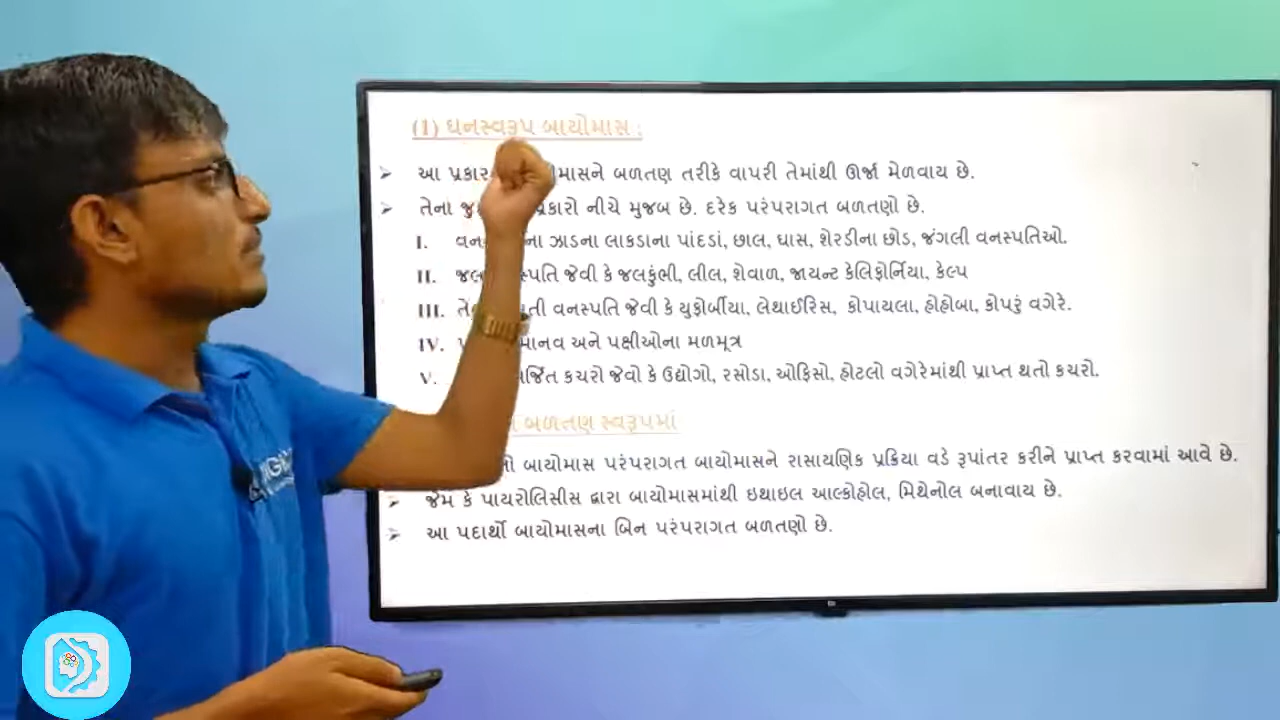 (1) ઘનસ્વરૂપ બાયોમાસ :
આ પ્રકાર બળતણ તરીકે વાપરી તેમાંથી ઊર્જા મેળવાય છે.
તેના પ્રકારો નીચે મુજબ છે. દરેક પરંપરાગત બળતણો છે.
I. ઝાડના લાકડાના પાંદડાં, છાલ, ઘાસ, શેરડીના છોડ, જંગલી વનસ્પતિઓ.
II. જેવી કે જલકુંભી, લીલ, શેવાળ, જાયન્ટ કેલિફોર્નિયા, કેલ્પ
III. વનસ્પતિ જેવી કે યુફોર્બીયા, લેથાઈરિસ, કોપાયલા, હોહોબા, કોપરું વગેરે.
IV. માનવ અને પક્ષીઓના મળમૂત્ર
V. કચરો જેવો કે ઉદ્યોગો, રસોડા, ઓફિસો, હોટલો વગેરેમાંથી પ્રાપ્ત થતો કચરો.
બળતણ સ્વરૂપમાં
બાયોમાસ પરંપરાગત બાયોમાસને રાસાયણિક પ્રક્રિયા વડે રૂપાંતર કરીને પ્રાપ્ત કરવામાં આવે છે.
જેમ કે પાયરોલિસીસ દ્વારા બાયોમાસમાંથી ઇથાઇલ આલ્કોહોલ, મિથેનોલ બનાવાય છે.
આ પદાર્થો બાયોમાસના બિન પરંપરાગત બળતણો છે.